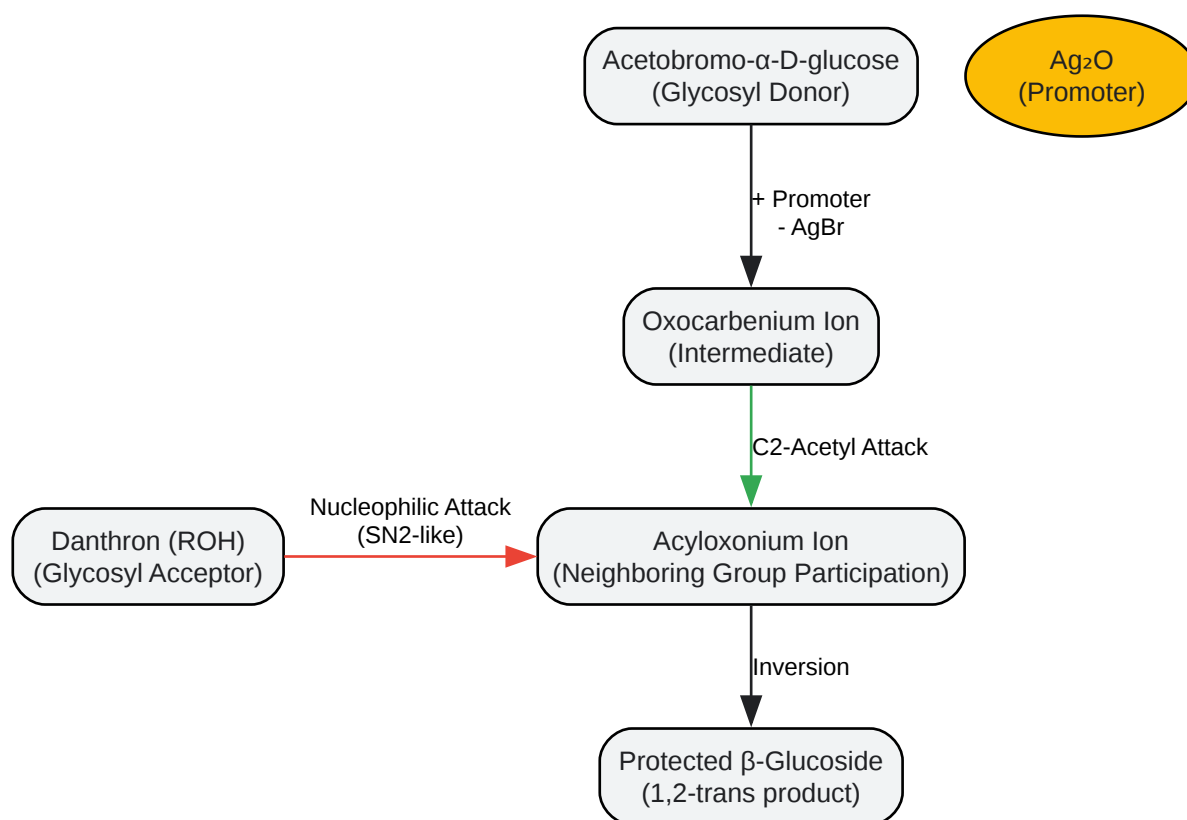 Acetobromo-α-D-glucose
(Glycosyl Donor)
Ag₂O
(Promoter)
+ Promoter
- AgBr
Oxocarbenium Ion
(Intermediate)
C2-Acetyl Attack
Nucleophilic Attack
(SN2-like)
Danthron (ROH)
(Glycosyl Acceptor)
Acyloxonium Ion
(Neighboring Group Participation)
Inversion
Protected β-Glucoside
(1,2-trans product)